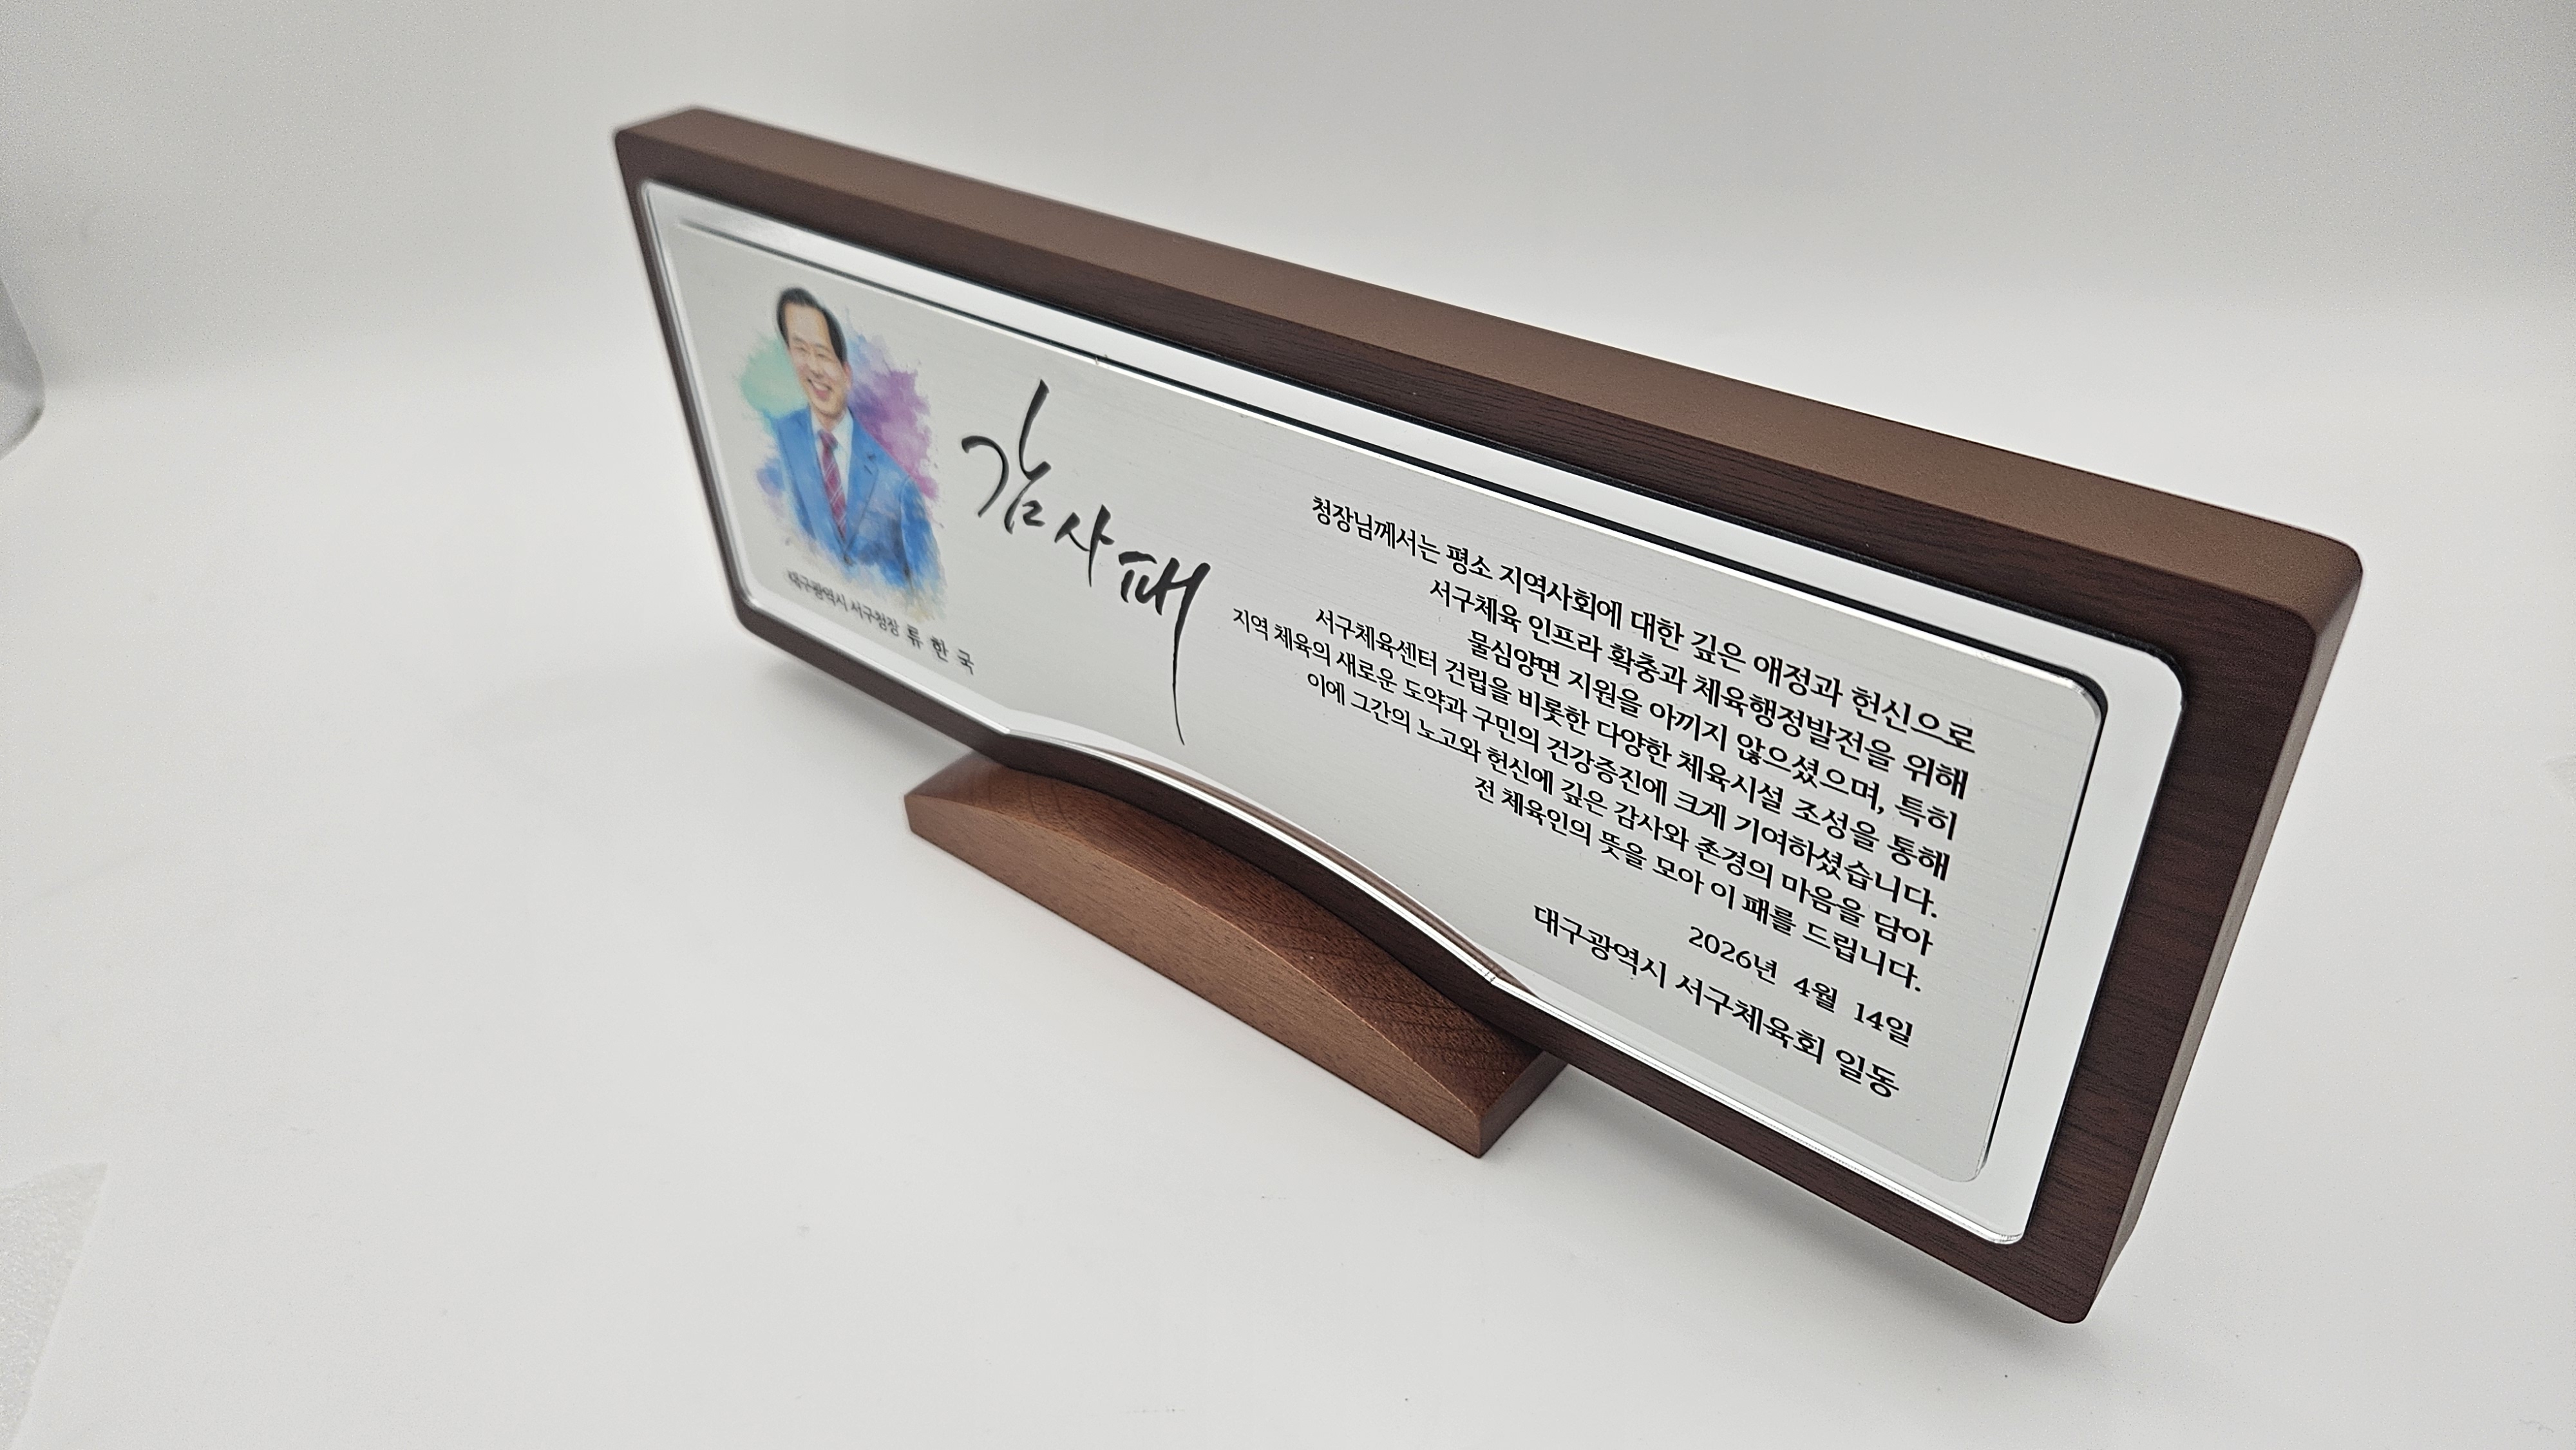 감사패
대구광역시 서구청장 류 한 국
청장님께서는 평소 지역사회에 대한 깊은 애정과 헌신으로
서구체육 인프라 확충과 체육행정발전을 위해
물심양면 지원을 아끼지 않으셨으며, 특히
서구체육센터 건립을 비롯한 다양한 체육시설 조성을 통해
지역 체육의 새로운 도약과 구민의 건강증진에 크게 기여하셨습니다.
이에 그간의 노고와 헌신에 깊은 감사와 존경의 마음을 담아
전 체육인의 뜻을 모아 이 패를 드립니다.
2026년 4월 14일
대구광역시 서구체육회 일동